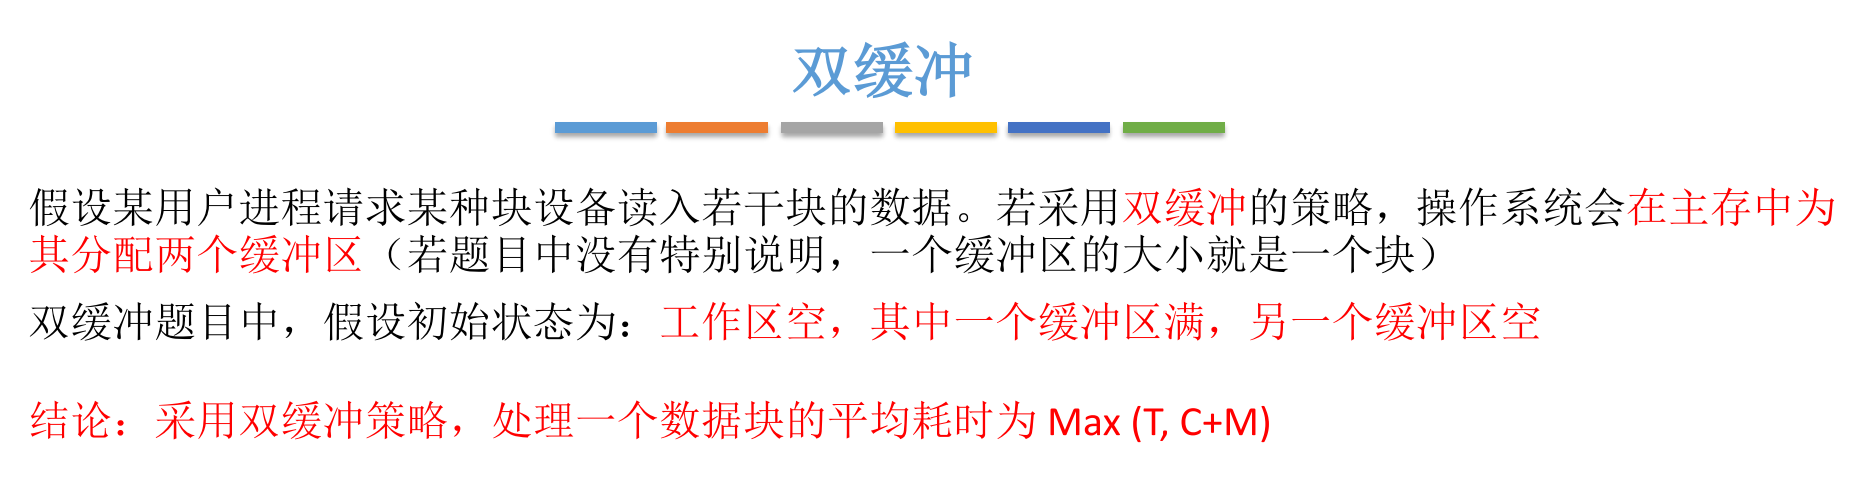 双缓冲
假设某用户进程请求某种块设备读入若干块的数据。若采用双缓冲的策略，操作系统会在主存中为
其分配两个缓冲区（若题目中没有特别说明，一个缓冲区的大小就是一个块）
双缓冲题目中，假设初始状态为：工作区空，其中一个缓冲区满，另一个缓冲区空
结论：采用双缓冲策略，处理一个数据块的平均耗时为 Max (T, C+M)